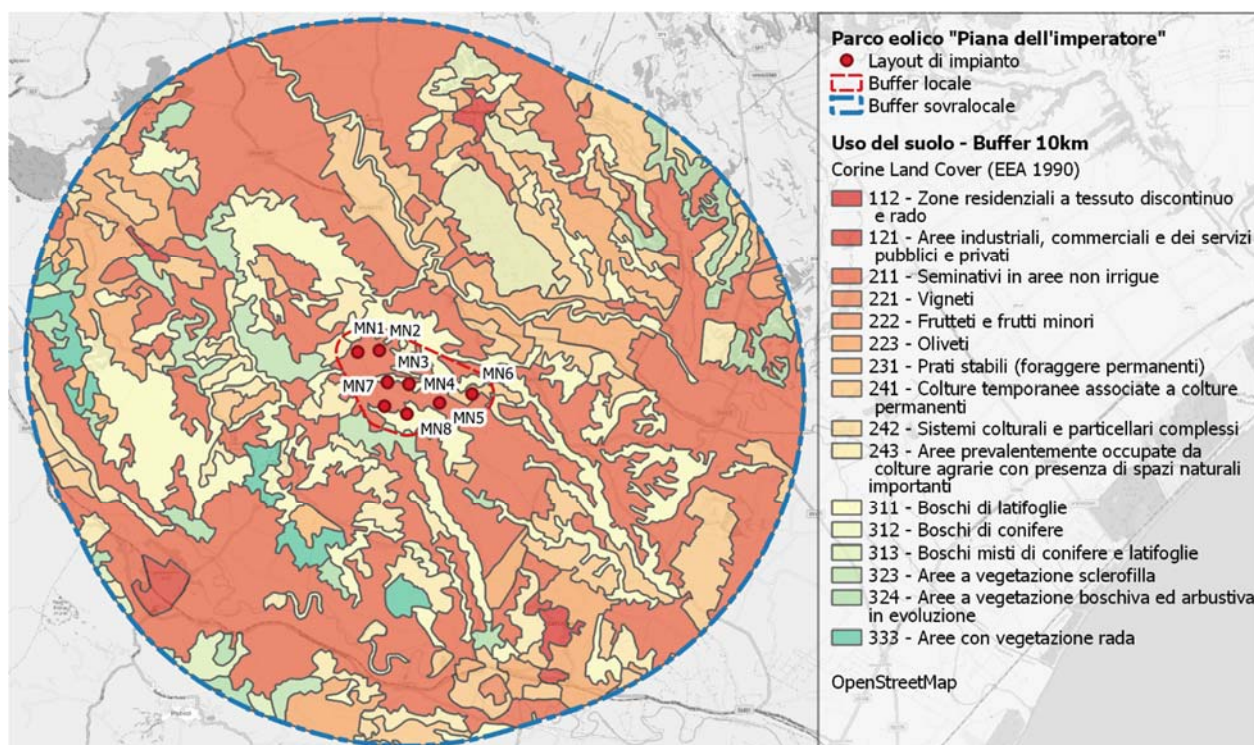 Parco eolico "Piana dell'imperatore"
Layout di impianto
Buffer locale
Buffer sovralocale
Uso del suolo - Buffer 10km
Corine Land Cover (EEA 1990)
112 - Zone residenziali a tessuto discontinuo
e rado
121 - Aree industriali, commerciali e dei servizi
pubblici e privati
211 - Seminativi in aree non irrigue
221 - Vigneti
222 - Frutteti e frutti minori
223 - Oliveti
231 - Prati stabili (foraggere permanenti)
241 - Colture temporanee associate a colture
permanenti
242 - Sistemi colturali e particellari complessi
243 - Aree prevalentemente occupate da
colture agrarie con presenza di spazi naturali
importanti
311 - Boschi di latifoglie
312 - Boschi di conifere
313 - Boschi misti di conifere e latifoglie
323 - Aree a vegetazione sclerofilla
324 - Aree a vegetazione boschiva ed arbustiva
in evoluzione
333 - Aree con vegetazione rada
OpenStreetMap
MN1 MN2
MN3
MN7 MN4 MN6
MN5
MN8